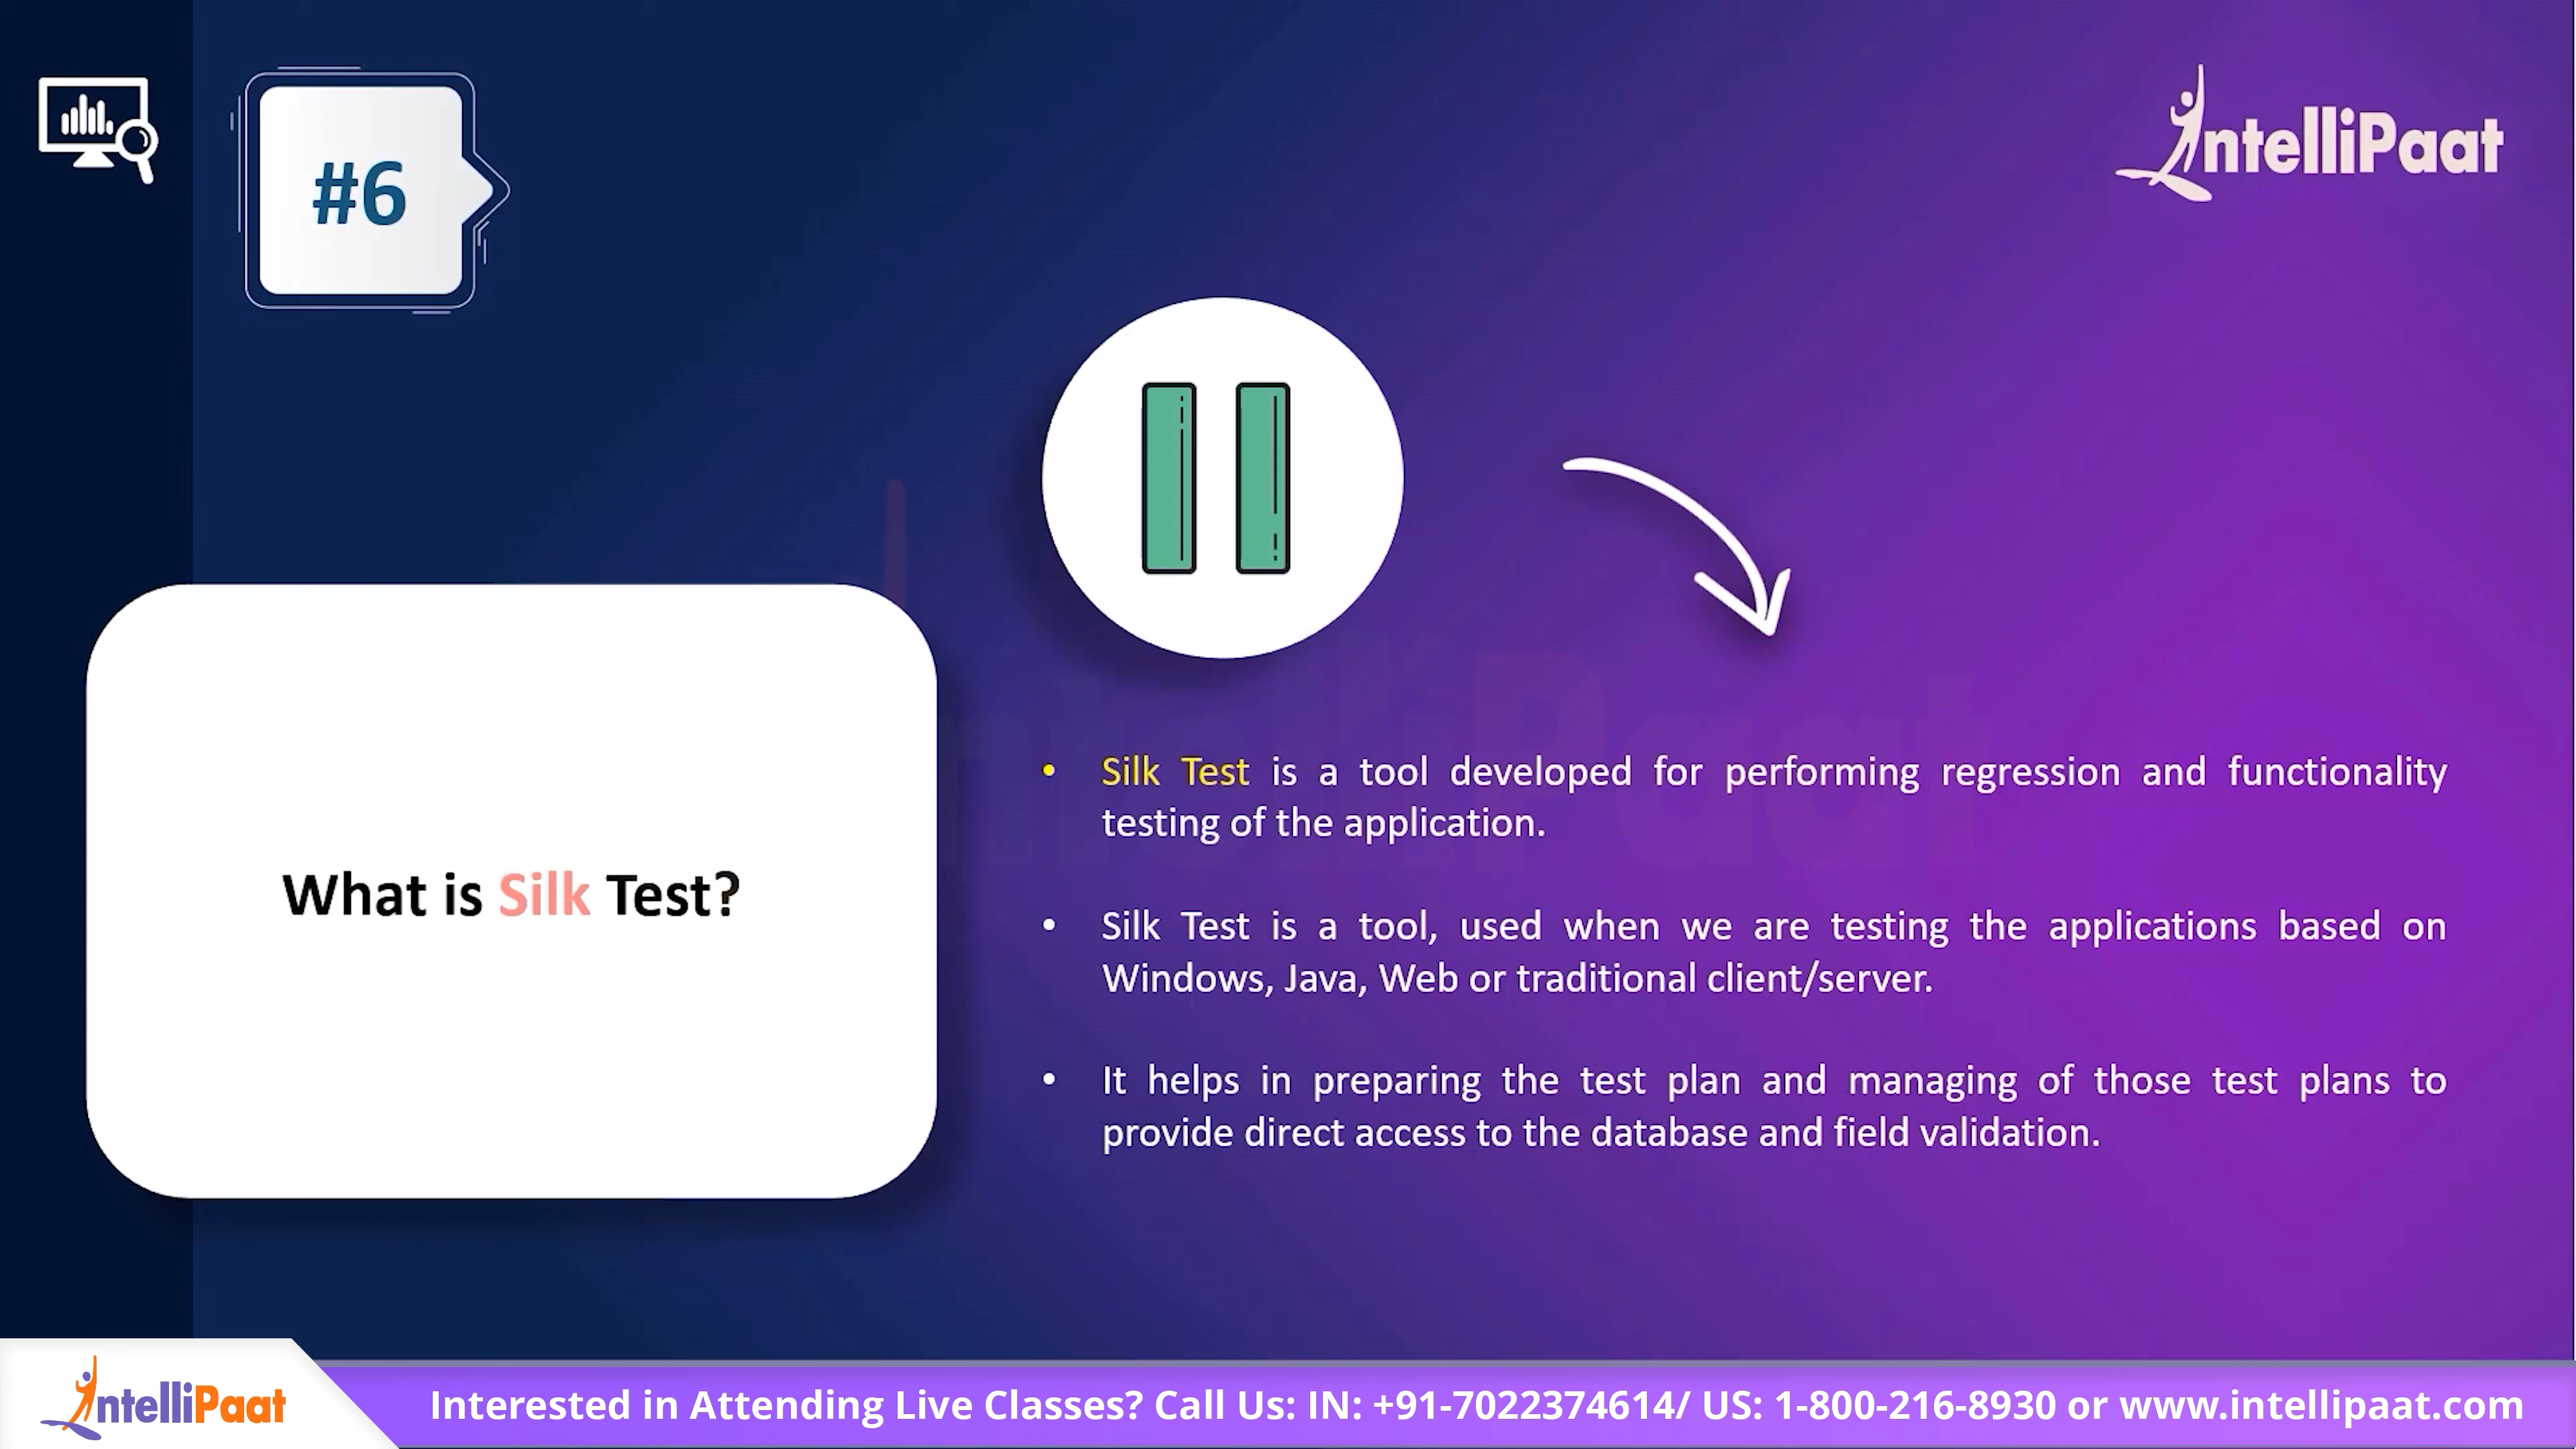 #6
IntelliPaat
What is Silk Test?
• Silk Test is a tool developed for performing regression and functionality
testing of the application.
• Silk Test is a tool, used when we are testing the applications based on
Windows, Java, Web or traditional client/server.
• It helps in preparing the test plan and managing of those test plans to
provide direct access to the database and field validation.
IntelliPaat
Interested in Attending Live Classes? Call Us: IN: +91-7022374614/ US: 1-800-216-8930 or www.intellipaat.com